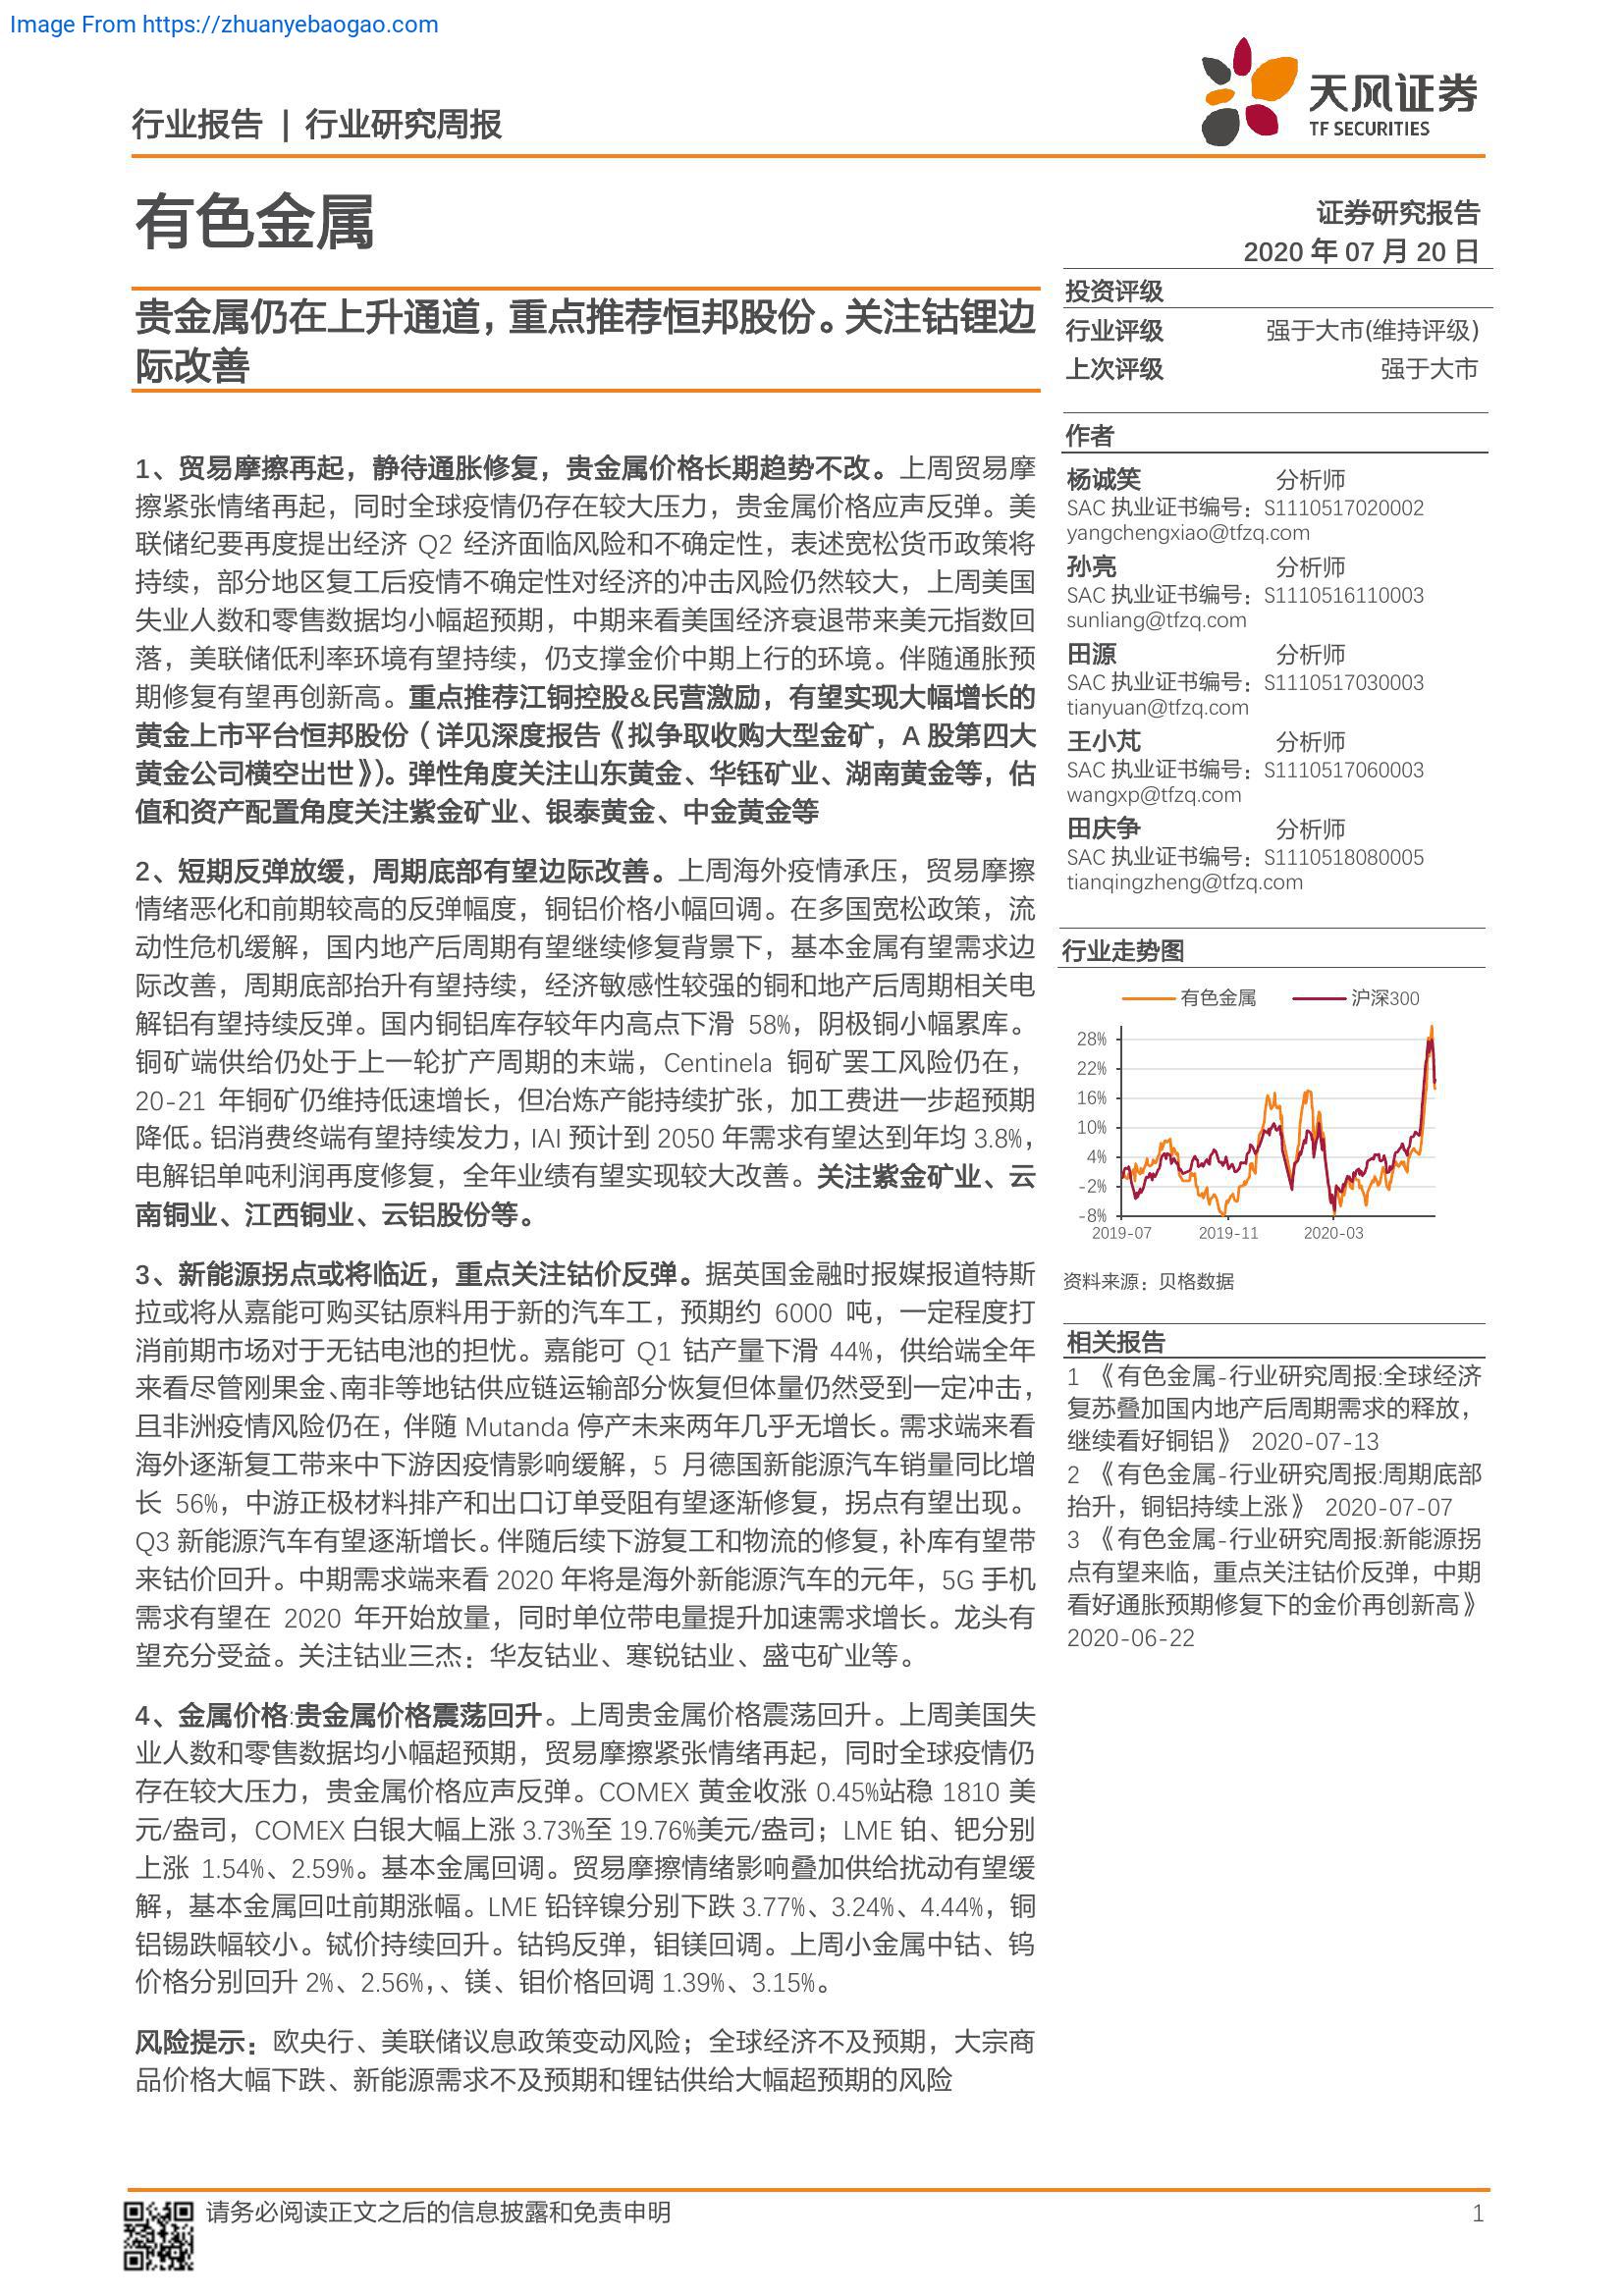 Image From https://zhuanyebaogao.com
天风证券
TF SECURITIES
行业报告 | 行业研究周报
有色金属
证券研究报告
2020 年 07 月 20 日
贵金属仍在上升通道，重点推荐恒邦股份。关注钴锂边
际改善
1、贸易摩擦再起，静待通胀修复，贵金属价格长期趋势不改。上周贸易摩
擦紧张情绪再起，同时全球疫情仍存在较大压力，贵金属价格应声反弹。美
联储纪要再度提出经济 Q2 经济面临风险和不确定性，表述宽松货币政策将
持续，部分地区复工后疫情不确定性对经济的冲击风险仍然较大，上周美国
失业人数和零售数据均小幅超预期，中期来看美国经济衰退带来美元指数回
落，美联储低利率环境有望持续，仍支撑金价中期上行的环境。伴随通胀预
期修复有望再创新高。重点推荐江铜控股&民营激励，有望实现大幅增长的
黄金上市平台恒邦股份（详见深度报告《拟争取收购大型金矿，A 股第四大
黄金公司横空出世》）。弹性角度关注山东黄金、华钰矿业、湖南黄金等，估
值和资产配置角度关注紫金矿业、银泰黄金、中金黄金等
2、短期反弹放缓，周期底部有望边际改善。上周海外疫情承压，贸易摩擦
情绪恶化和前期较高的反弹幅度，铜铝价格小幅回调。在多国宽松政策，流
动性危机缓解，国内地产后周期有望继续修复背景下，基本金属有望需求边
际改善，周期底部抬升有望持续，经济敏感性较强的铜和地产后周期相关电
解铝有望持续反弹。国内铜铝库存较年内高点下滑 58%，阴极铜小幅累库。
铜矿端供给仍处于上一轮扩产周期的末端，Centinela 铜矿罢工风险仍在，
20-21 年铜矿仍维持低速增长，但冶炼产能持续扩张，加工费进一步超预期
降低。铝消费终端有望持续发力，IAI 预计到 2050 年需求有望达到年均 3.8%，
电解铝单吨利润再度修复，全年业绩有望实现较大改善。关注紫金矿业、云
南铜业、江西铜业、云铝股份等。
3、新能源拐点或将临近，重点关注钴价反弹。据英国金融时报媒报道特斯
拉或将从嘉能可购买钴原料用于新的汽车工，预期约 6000 吨，一定程度打
消前期市场对于无钴电池的担忧。嘉能可 Q1 钴产量下滑 44%，供给端全年
来看尽管刚果金、南非等地钴供应链运输部分恢复但体量仍然受到一定冲击，
且非洲疫情风险仍在，伴随 Mutanda 停产未来两年几乎无增长。需求端来看
海外逐渐复工带来中下游因疫情影响缓解，5 月德国新能源汽车销量同比增
长 56%，中游正极材料排产和出口订单受阻有望逐渐修复，拐点有望出现。
Q3 新能源汽车有望逐渐增长。伴随后续下游复工和物流的修复，补库有望带
来钴价回升。中期需求端来看 2020 年将是海外新能源汽车的元年，5G 手机
需求有望在 2020 年开始放量，同时单位带电量提升加速需求增长。龙头有
望充分受益。关注钴业三杰：华友钴业、寒锐钴业、盛屯矿业等。
4、金属价格:贵金属价格震荡回升。上周贵金属价格震荡回升。上周美国失
业人数和零售数据均小幅超预期，贸易摩擦紧张情绪再起，同时全球疫情仍
存在较大压力，贵金属价格应声反弹。COMEX 黄金收涨 0.45%站稳 1810 美
元/盎司，COMEX 白银大幅上涨 3.73%至 19.76%美元/盎司；LME 铂、钯分别
上涨 1.54%、2.59%。基本金属回调。贸易摩擦情绪影响叠加供给扰动有望缓
解，基本金属回吐前期涨幅。LME 铅锌镍分别下跌 3.77%、3.24%、4.44%，铜
铝锡跌幅较小。铽价持续回升。钴钨反弹，钼镁回调。上周小金属中钴、钨
价格分别回升 2%、2.56%，、镁、钼价格回调 1.39%、3.15%。
风险提示：欧央行、美联储议息政策变动风险；全球经济不及预期，大宗商
品价格大幅下跌、新能源需求不及预期和锂钴供给大幅超预期的风险
投资评级
行业评级 强于大市(维持评级)
上次评级 强于大市
作者
杨诚笑 分析师
SAC 执业证书编号：S1110517020002
yangchengxiao@tfzq.com
孙亮 分析师
SAC 执业证书编号：S1110516110003
sunliang@tfzq.com
田源 分析师
SAC 执业证书编号：S1110517030003
tianyuan@tfzq.com
王小芃 分析师
SAC 执业证书编号：S1110517060003
wangxp@tfzq.com
田庆争 分析师
SAC 执业证书编号：S1110518080005
tianqingzheng@tfzq.com
行业走势图
有色金属 沪深300
28%
22%
16%
10%
4%
-2%
-8%
2019-07 2019-11 2020-03
资料来源：贝格数据
相关报告
1 《有色金属-行业研究周报:全球经济
复苏叠加国内地产后周期需求的释放，
继续看好铜铝》 2020-07-13
2 《有色金属-行业研究周报:周期底部
抬升，铜铝持续上涨》 2020-07-07
3 《有色金属-行业研究周报:新能源拐
点有望来临，重点关注钴价反弹，中期
看好通胀预期修复下的金价再创新高》
2020-06-22
请务必阅读正文之后的信息披露和免责申明 1